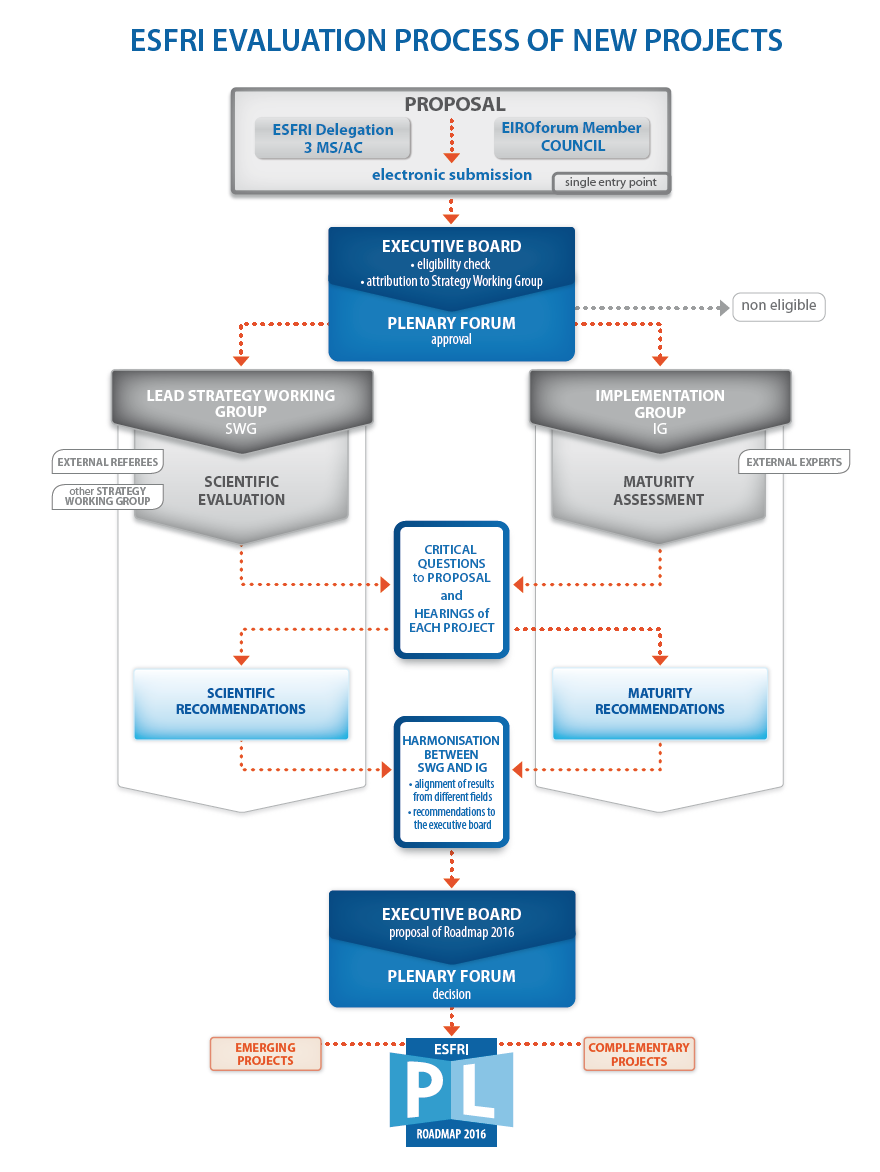 ESFRI EVALUATION PROCESS OF NEW PROJECTS
PROPOSAL
ESFRI Delegation
3 MS/AC
EIROforum Member
COUNCIL
electronic submission
single entry point
EXECUTIVE BOARD
• eligibility check
• attribution to Strategy Working Group
PLENARY FORUM
approval
non eligible
LEAD STRATEGY WORKING
GROUP
SWG
EXTERNAL REFEREES
other STRATEGY
WORKING GROUP
SCIENTIFIC
EVALUATION
IMPLEMENTATION
GROUP
IG
EXTERNAL EXPERTS
MATURITY
ASSESSMENT
CRITICAL
QUESTIONS
to PROPOSAL
and
HEARINGS of
EACH PROJECT
SCIENTIFIC
RECOMMENDATIONS
MATURITY
RECOMMENDATIONS
HARMONISATION
BETWEEN
SWG AND IG
• alignment of results
from different fields
• recommendations to
the executive board
EXECUTIVE BOARD
proposal of Roadmap 2016
PLENARY FORUM
decision
EMERGING
PROJECTS
COMPLEMENTARY
PROJECTS
ESFRI
PL
ROADMAP 2016